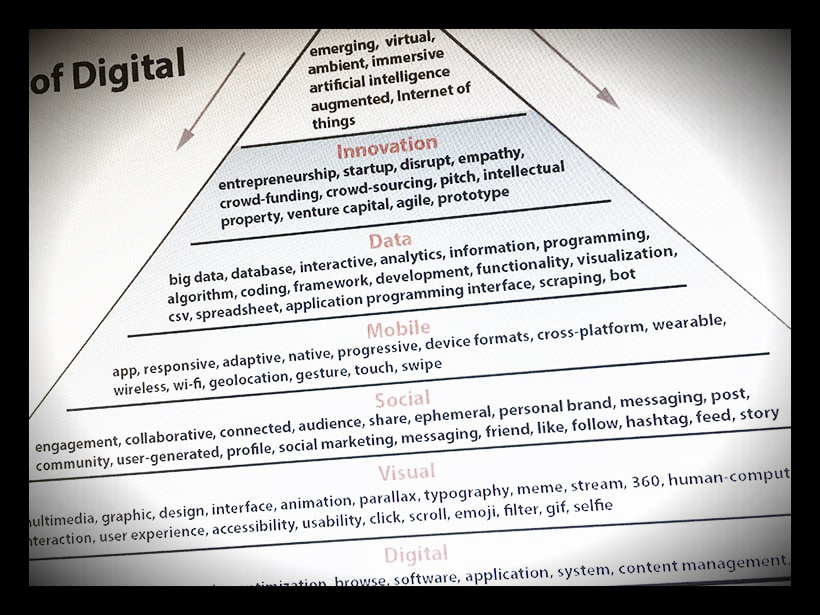 of Digital
emerging, virtual,
ambient, immersive
artificial intelligence
augmented, Internet of
things
Innovation
entrepreneurship, startup, disrupt, empathy,
crowd-funding, crowd-sourcing, pitch, intellectual
property, venture capital, agile, prototype
Data
big data, database, interactive, analytics, information, programming,
algorithm, coding, framework, development, functionality, visualization,
csv, spreadsheet, application programming interface, scraping, bot
Mobile
app, responsive, adaptive, native, progressive, device formats, cross-platform, wearable,
wireless, wi-fi, geolocation, gesture, touch, swipe
Social
engagement, collaborative, connected, audience, share, ephemeral, personal brand, messaging, post,
community, user-generated, profile, social marketing, messaging, friend, like, follow, hashtag, feed, story
Visual
graphic, design, interface, animation, parallax, typography, meme, stream, 360, human-comput
user experience, accessibility, usability, click, scroll, emoji, filter, gif, selfie
Digital
browse, software, application, system, content management.